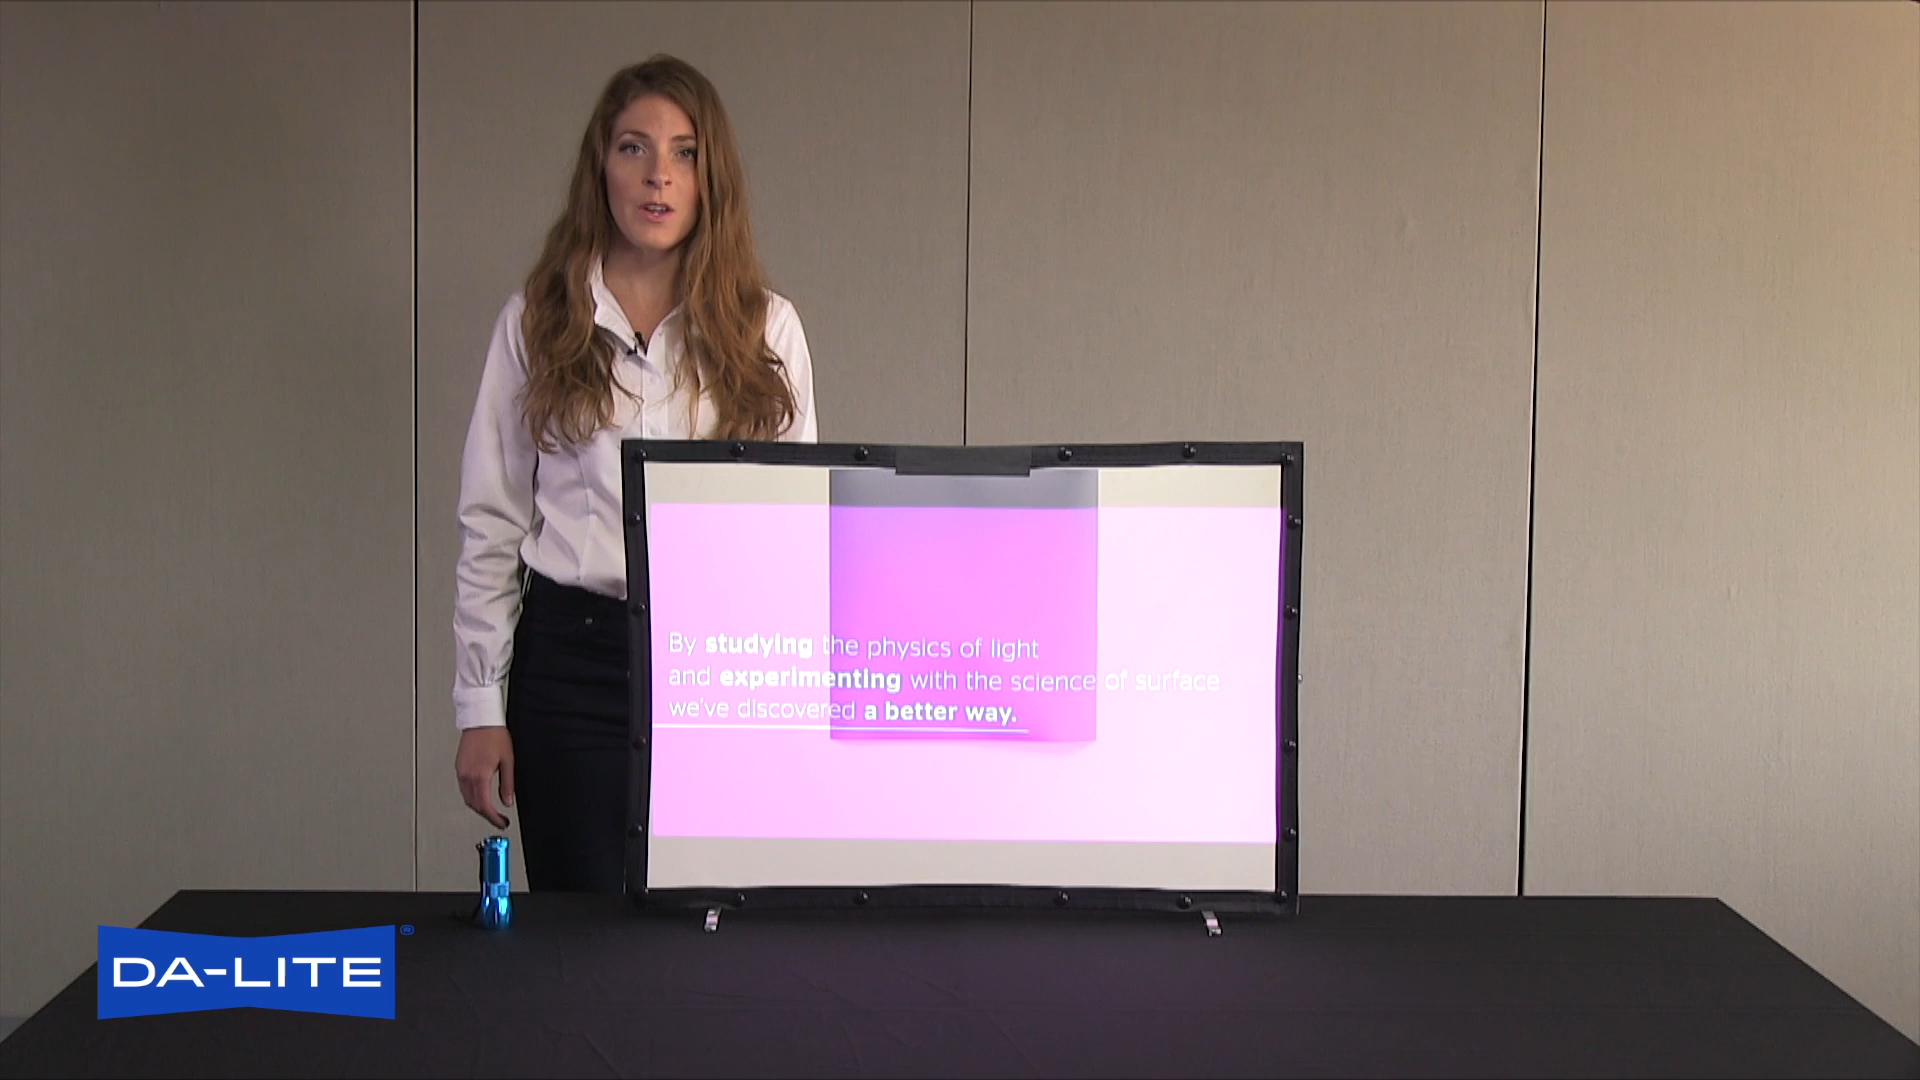 By studying the physics of light
and experimenting with the science of surface
we've discovered a better way.
DA-LITE®